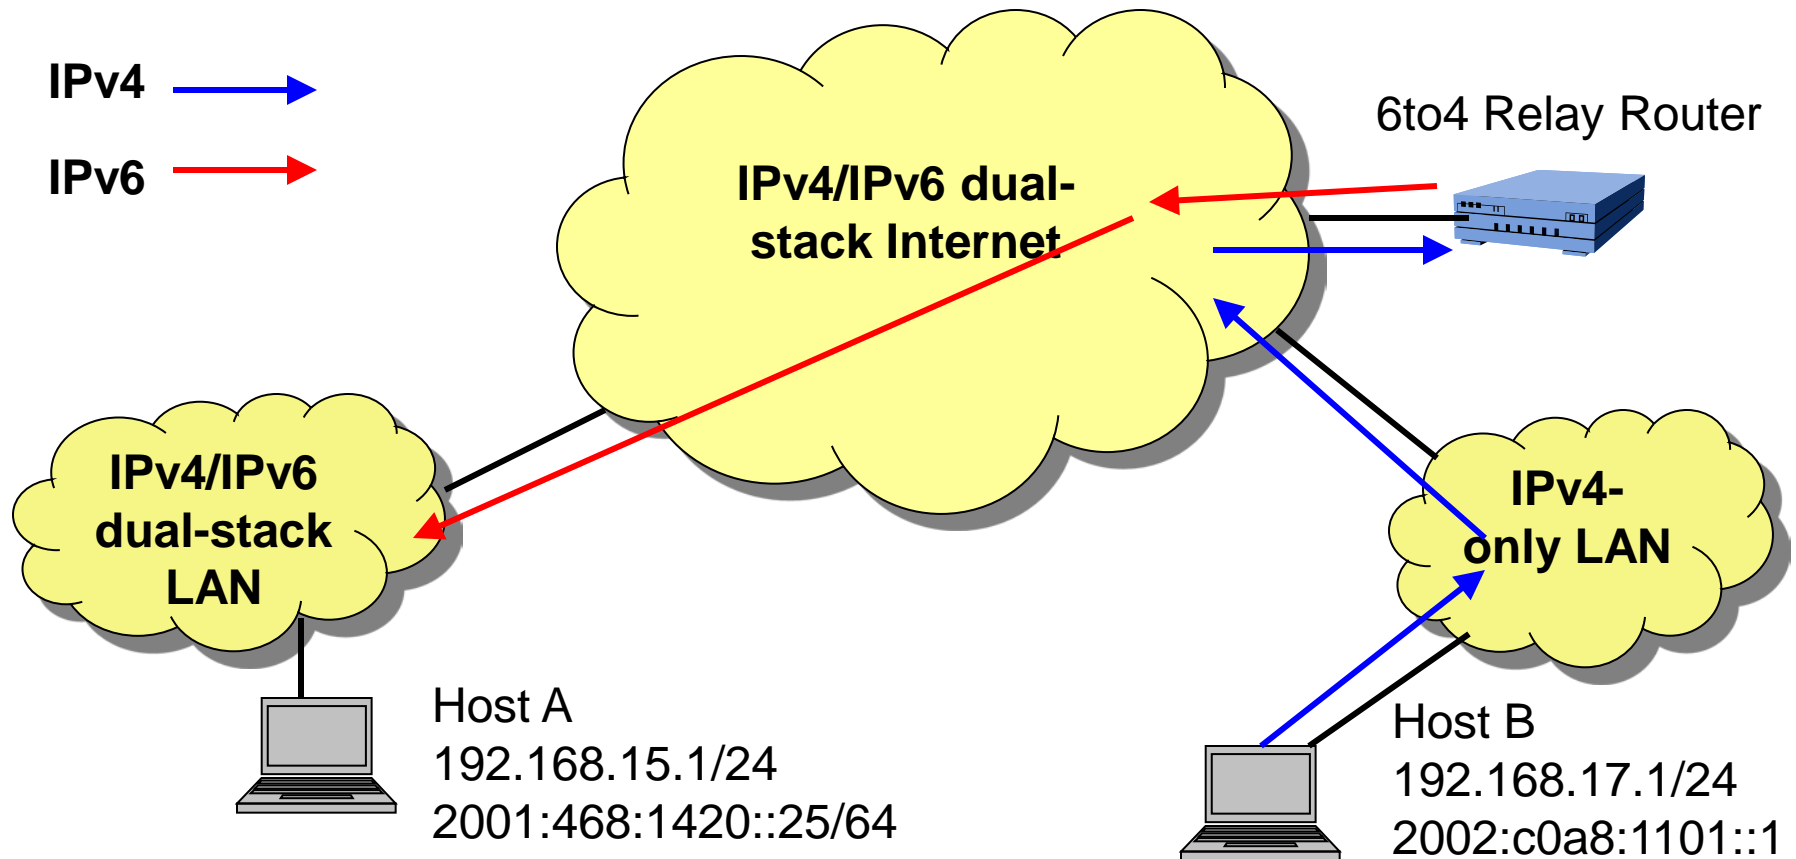 IPv4
IPv6
IPv4/IPv6 dual-
stack Internet
6to4 Relay Router
IPv4/IPv6
dual-stack
LAN
IPv4-
only LAN
Host A
192.168.15.1/24
2001:468:1420::25/64
Host B
192.168.17.1/24
2002:c0a8:1101::1